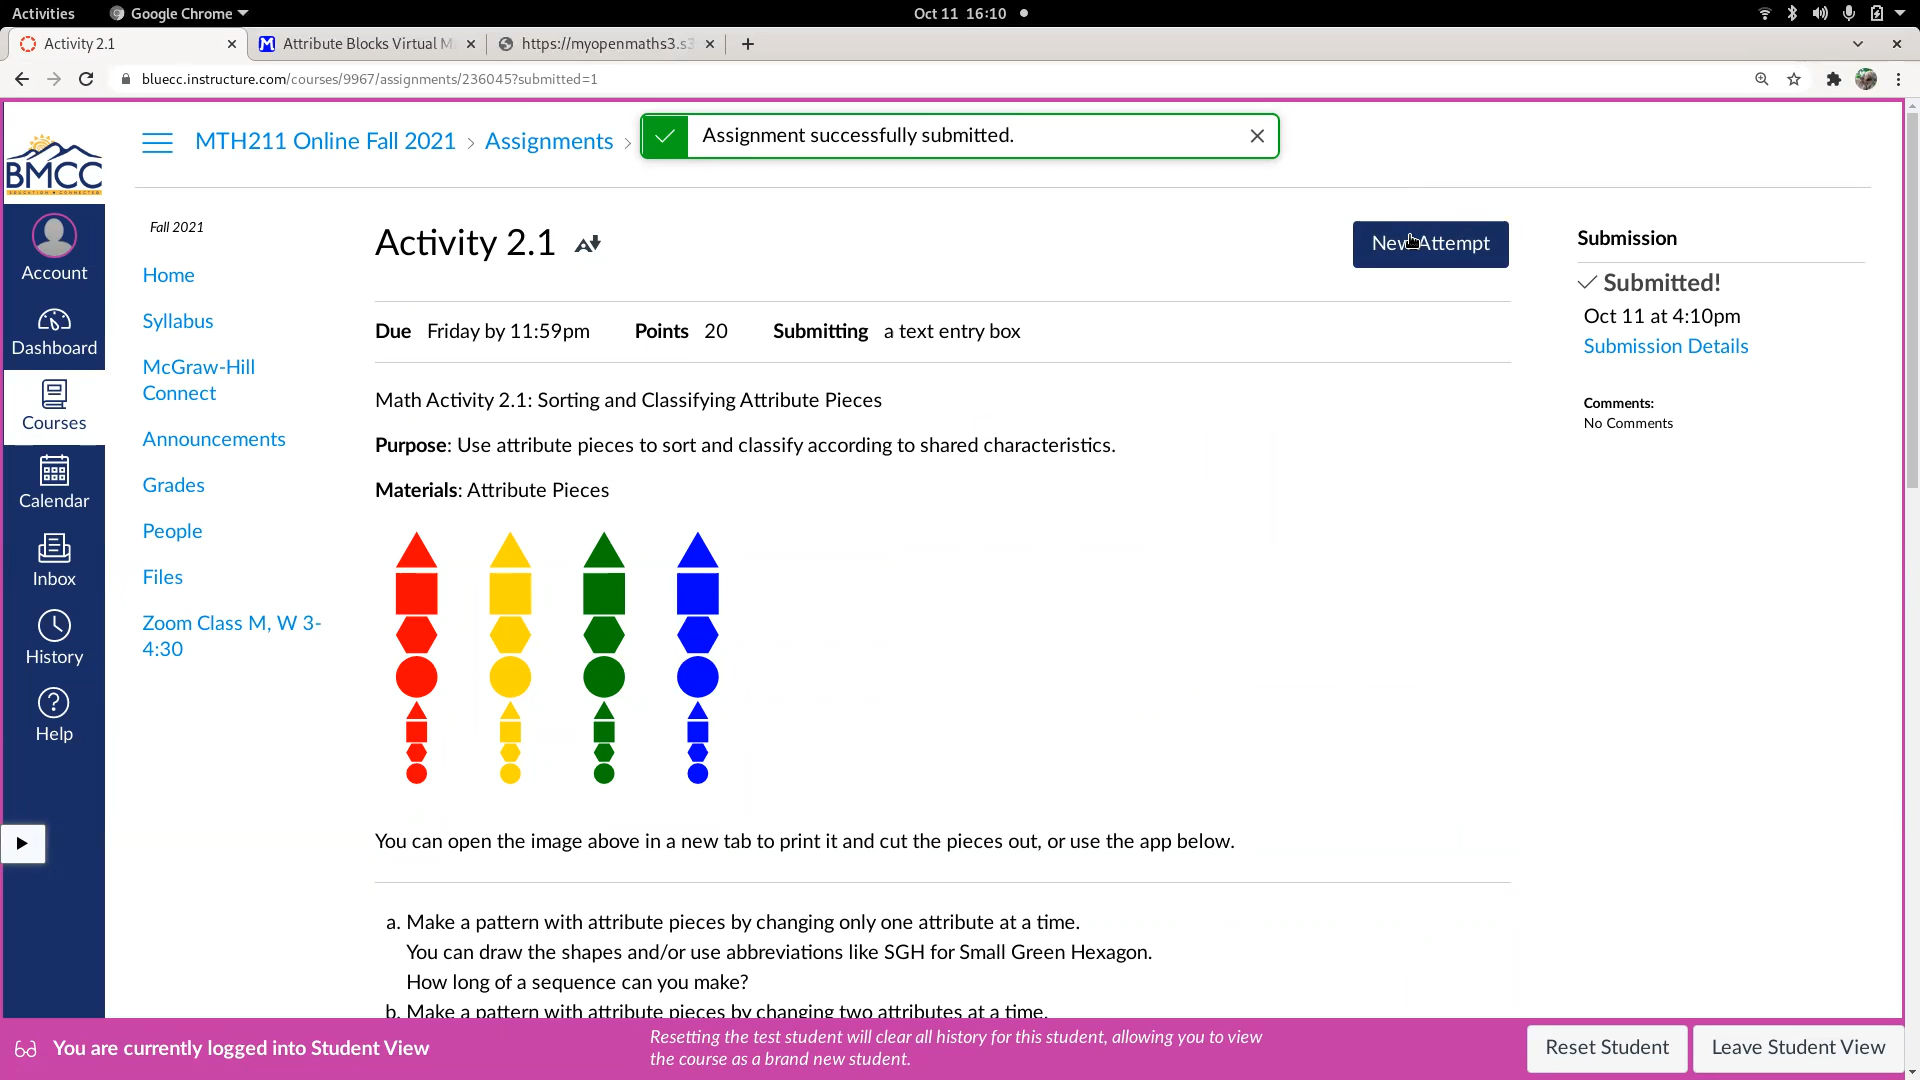 Activities
Google Chrome
Oct 11 16:10
Activity 2.1
Attribute Blocks Virtual M
https://myopenmaths3.s3
bluecc.instructure.com/courses/9967/assignments/236045?submitted=1
BMCC
MTH211 Online Fall 2021 > Assignments >
Assignment successfully submitted.
Account
Dashboard
Courses
Calendar
Inbox
History
Help
Fall 2021
Home
Syllabus
McGraw-Hill
Connect
Announcements
Grades
People
Files
Zoom Class M, W 3-
4:30
Activity 2.1
New Attempt
Due Friday by 11:59pm Points 20 Submitting a text entry box
Math Activity 2.1: Sorting and Classifying Attribute Pieces
Purpose: Use attribute pieces to sort and classify according to shared characteristics.
Materials: Attribute Pieces
You can open the image above in a new tab to print it and cut the pieces out, or use the app below.
a. Make a pattern with attribute pieces by changing only one attribute at a time.
You can draw the shapes and/or use abbreviations like SGH for Small Green Hexagon.
How long of a sequence can you make?
b. Make a pattern with attribute pieces by changing two attributes at a time.
Submission
Submitted!
Oct 11 at 4:10pm
Submission Details
Comments:
No Comments
You are currently logged into Student View
Resetting the test student will clear all history for this student, allowing you to view
the course as a brand new student.
Reset Student
Leave Student View